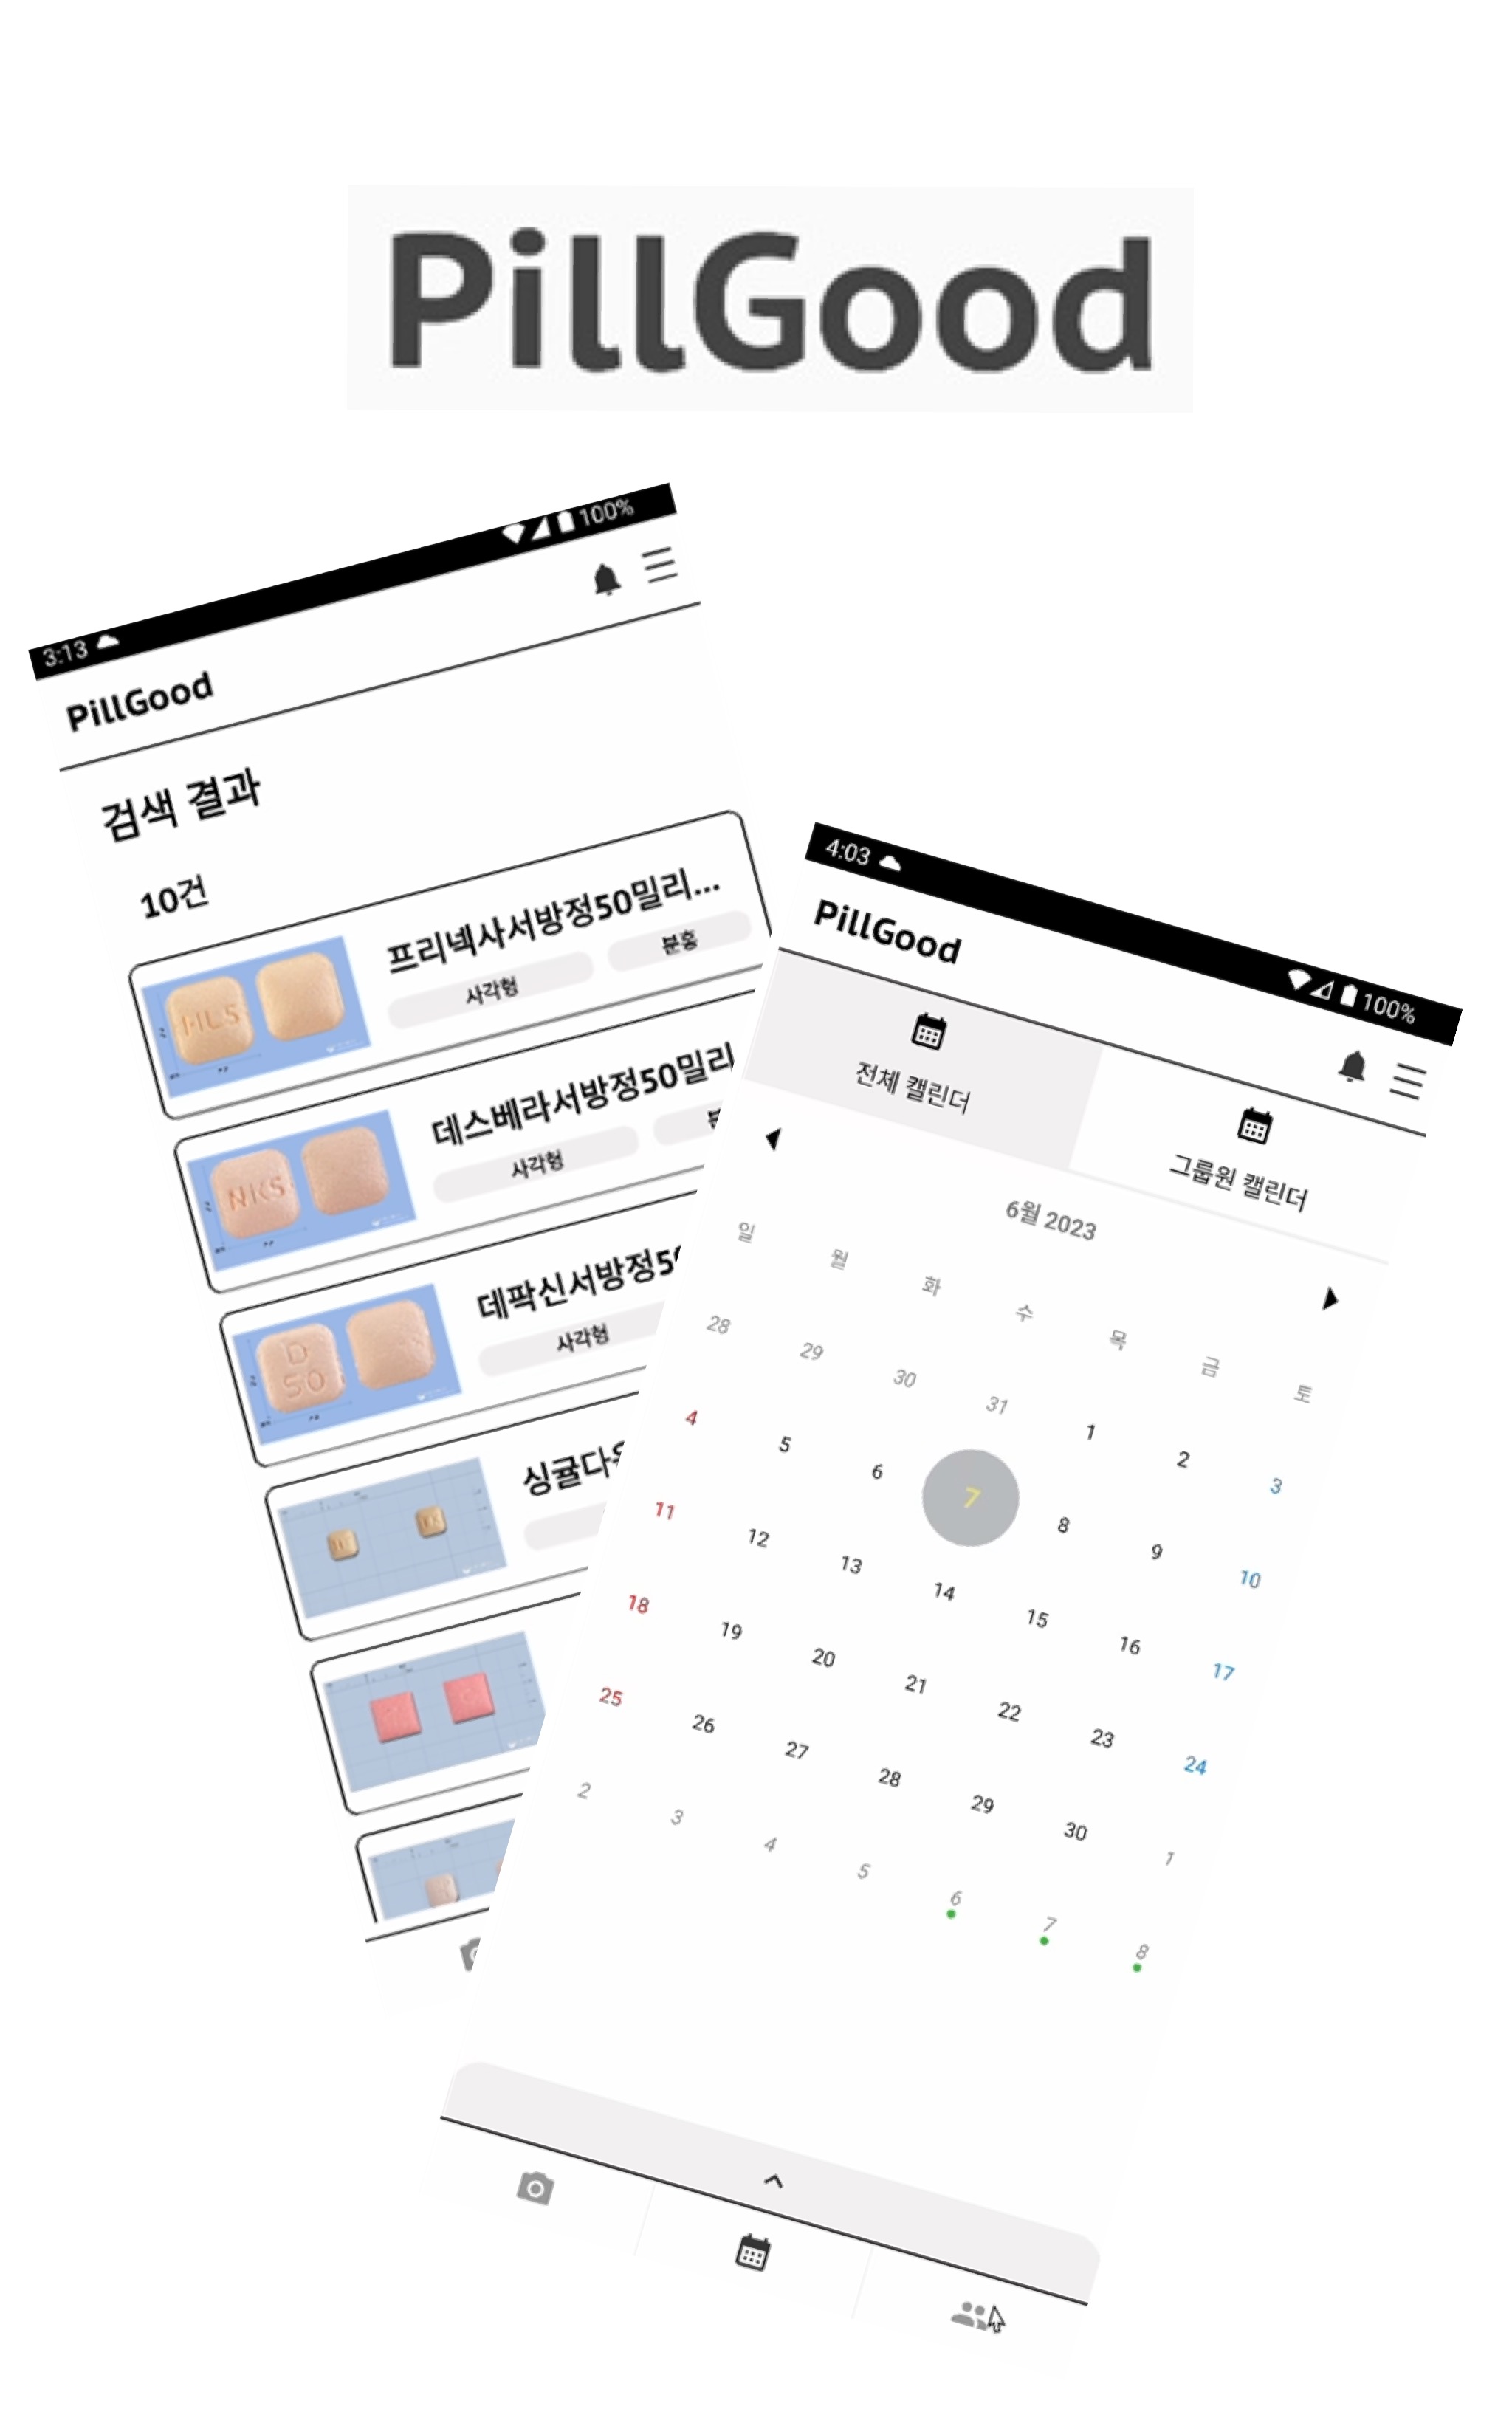 PillGood
3:13
100%
PillGood
검색 결과
10건
프리넥사서방정50밀리...
사각형
분홍
HLS
데스베라서방정50밀리
사각형
NKS
데팍신서방정50
사각형
D
50
싱귤다
4:03
100%
PillGood
전체 캘린더
그룹원 캘린더
6월 2023
일 월 화 수 목 금 토
28 29 30 31 1 2 3
4 5 6 7 8 9 10
11 12 13 14 15 16 17
18 19 20 21 22 23 24
25 26 27 28 29 30 1
2 3 4 5 6 7 8